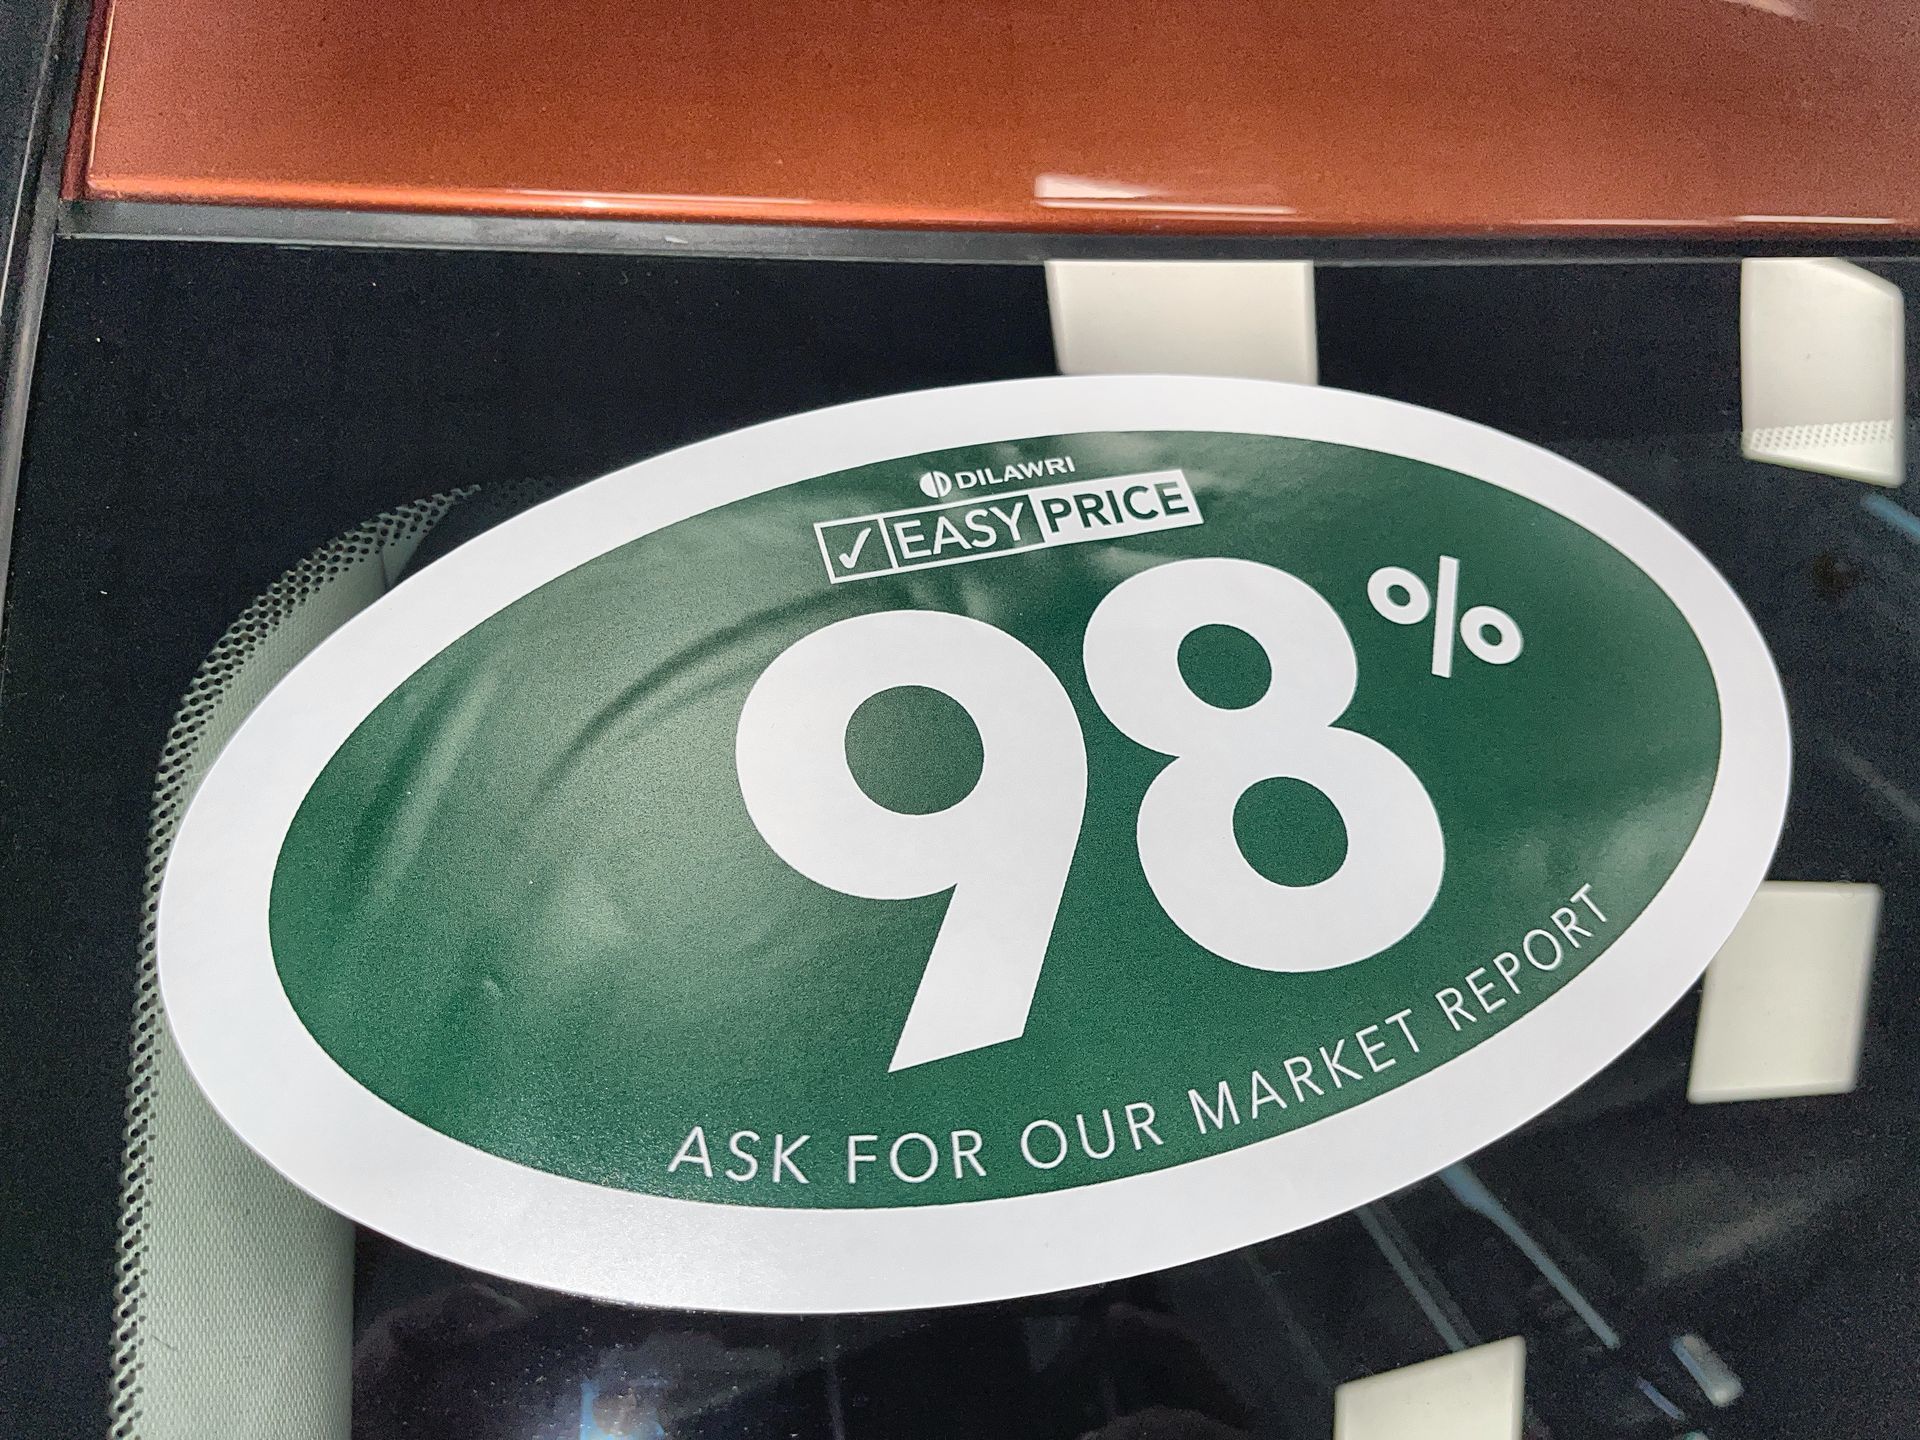 DILAWRI
✓ EASY PRICE
98%
ASK FOR OUR MARKET REPORT